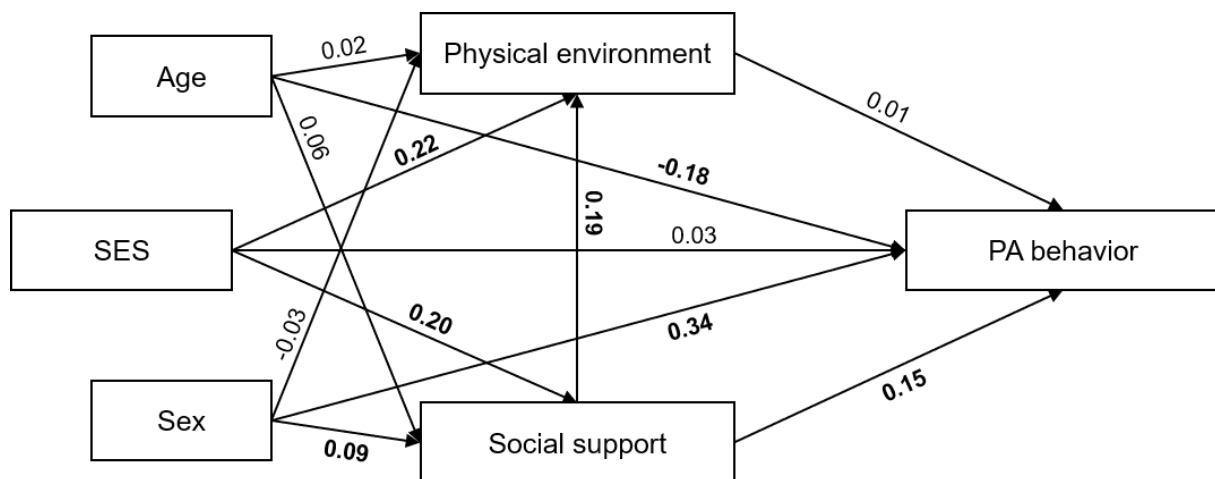 Physical environment
0.02
Age
0.01
0.06
0.22
-0.18
0.19
0.03
SES
PA behavior
0.20
-0.03
0.34
0.15
Sex
0.09
Social support